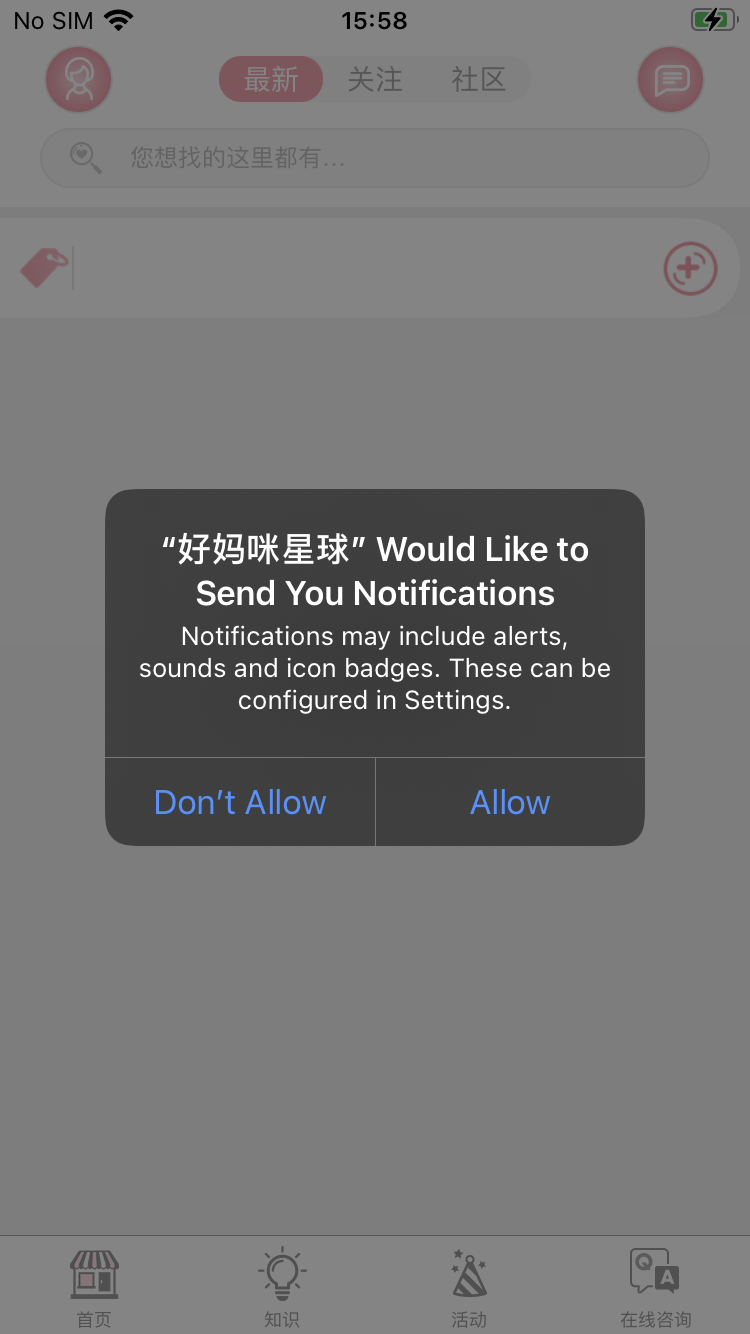 No SIM 15:58
最新 关注 社区
您想找的这里都有...
“好妈咪星球” Would Like to
Send You Notifications
Notifications may include alerts,
sounds and icon badges. These can be
configured in Settings.
Don’t Allow Allow
Q A
首页 知识 活动 在线咨询